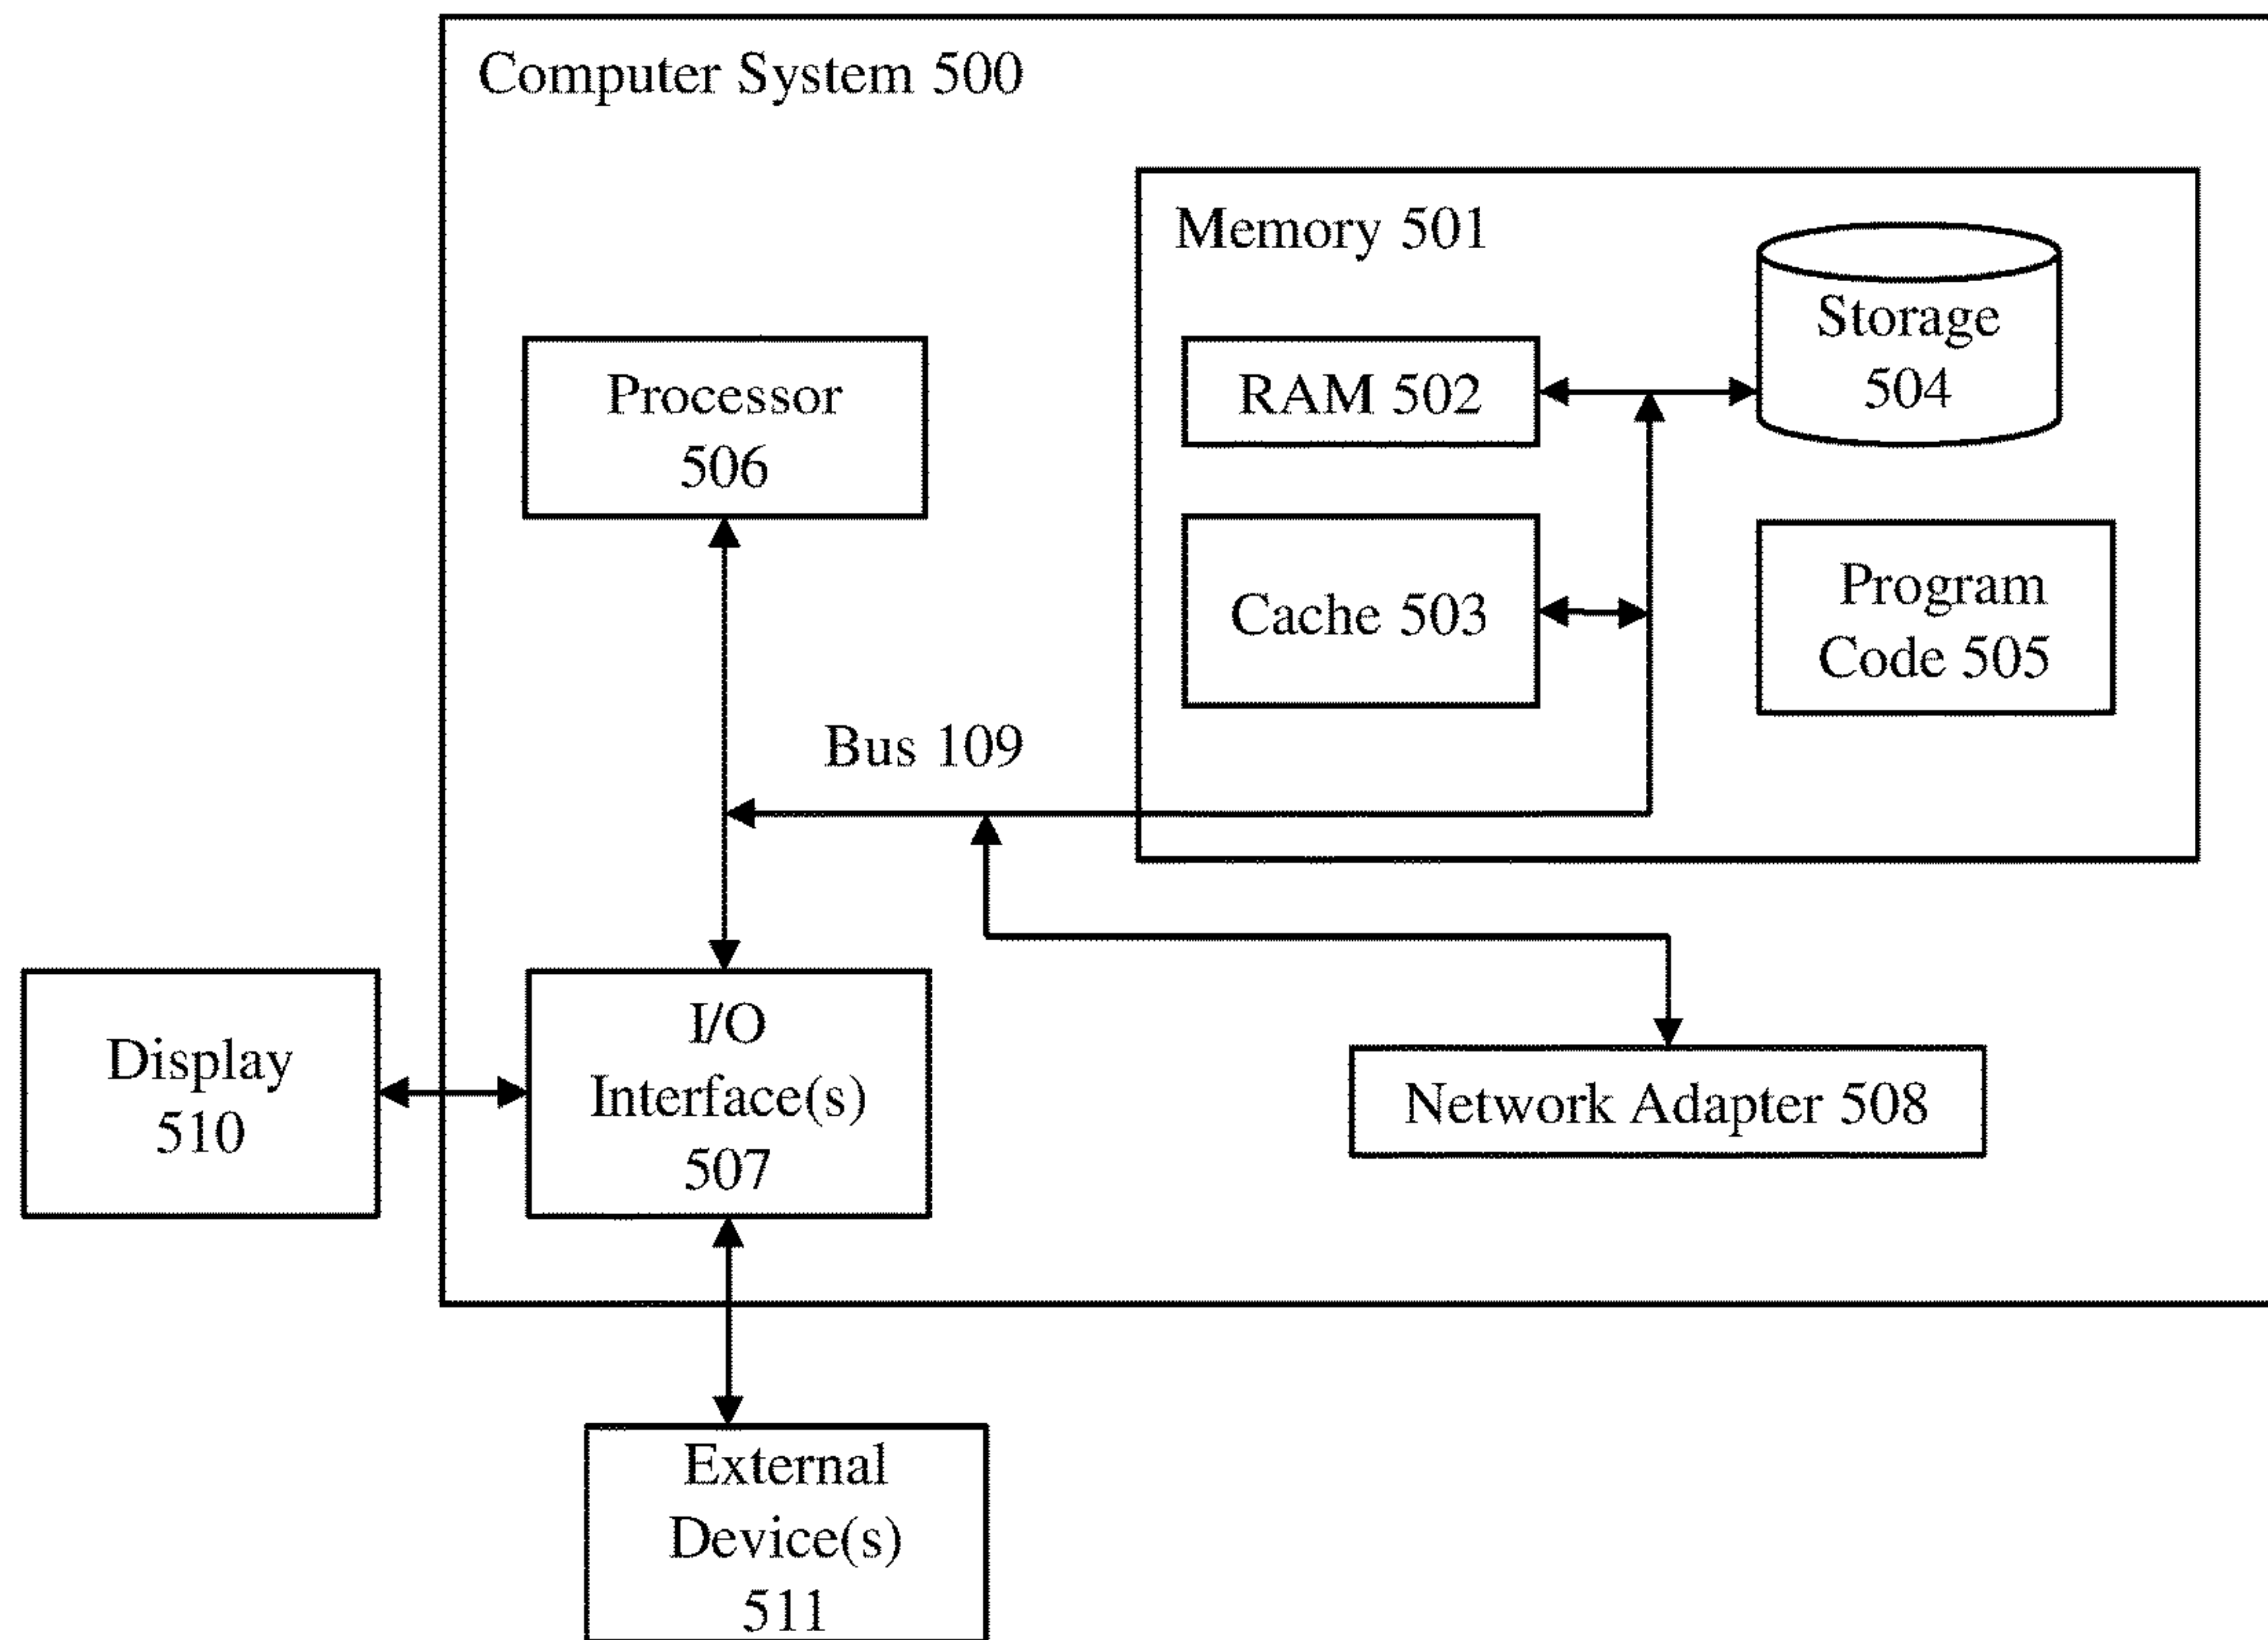 Computer System 500
Memory 501
Storage
504
RAM 502
Processor
506
Cache 503
Program
Code 505
Bus 109
I/O
Interface(s)
507
Display
510
Network Adapter 508
External
Device(s)
511